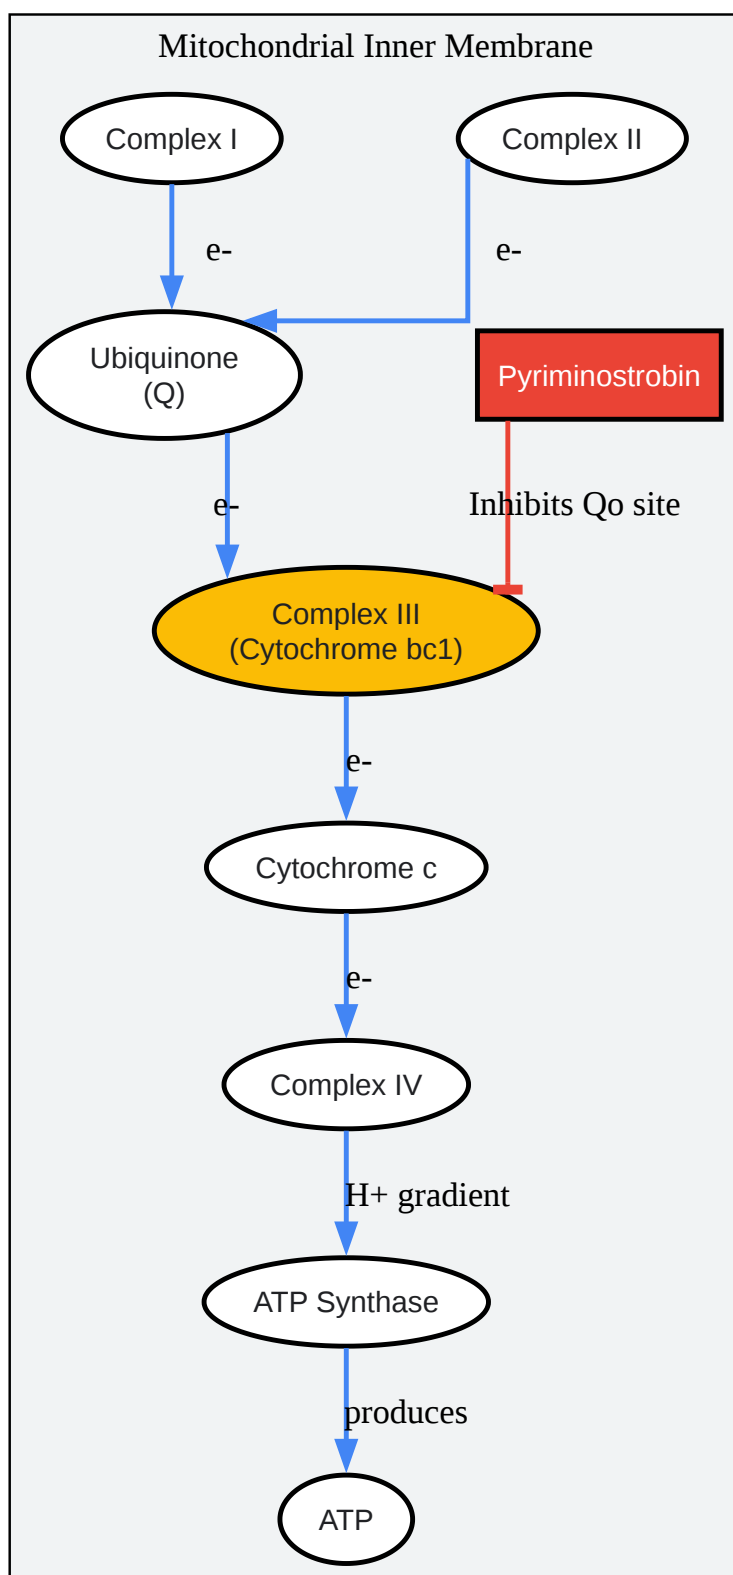 Mitochondrial Inner Membrane
Complex I
Complex II
e-
e-
Ubiquinone
(Q)
Pyriminostrobin
e-
Inhibits Qo site
Complex III
(Cytochrome bc1)
e-
Cytochrome c
e-
Complex IV
H+ gradient
ATP Synthase
produces
ATP